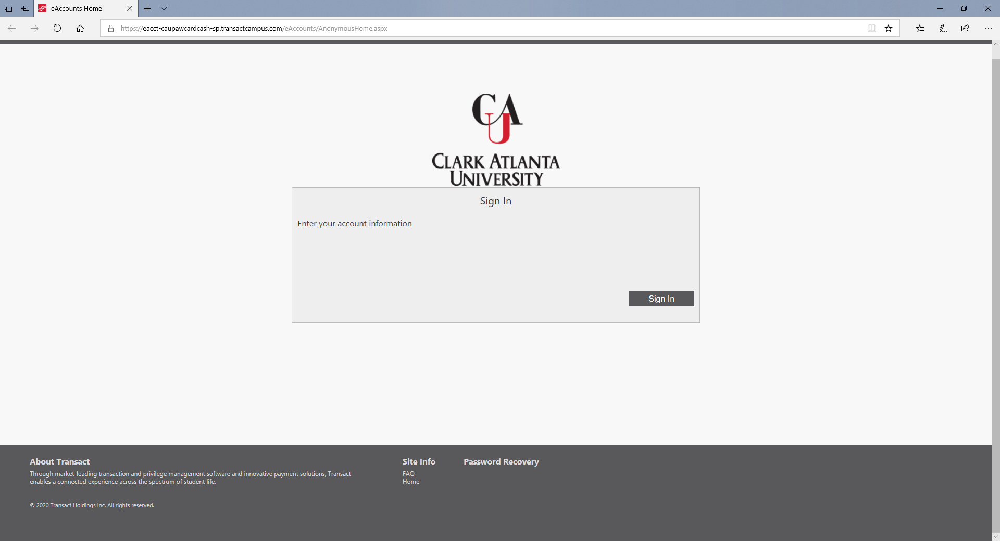 eAccounts Home
https://eacct-caupawcardcash-sp.transactcampus.com/eAccounts/AnonymousHome.aspx
CAU
CLARK ATLANTA
UNIVERSITY
Sign In
Enter your account information
Sign In
About Transact
Through market-leading transaction and privilege management software and innovative payment solutions, Transact
enables a connected experience across the spectrum of student life.
© 2020 Transact Holdings Inc. All rights reserved.
Site Info
FAQ
Home
Password Recovery